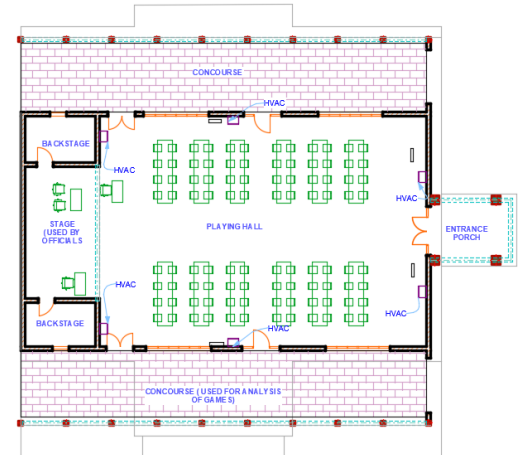 CONCOURSE
HVAC
BACKSTAGE
HVAC
HVAC
STAGE
(USED BY
OFFICIALS
PLAYING HALL
ENTRANCE
PORCH
HVAC
HVAC
BACKSTAGE
HVAC
CONCOURSE ( USED FOR ANALYSIS
OF GAMES)